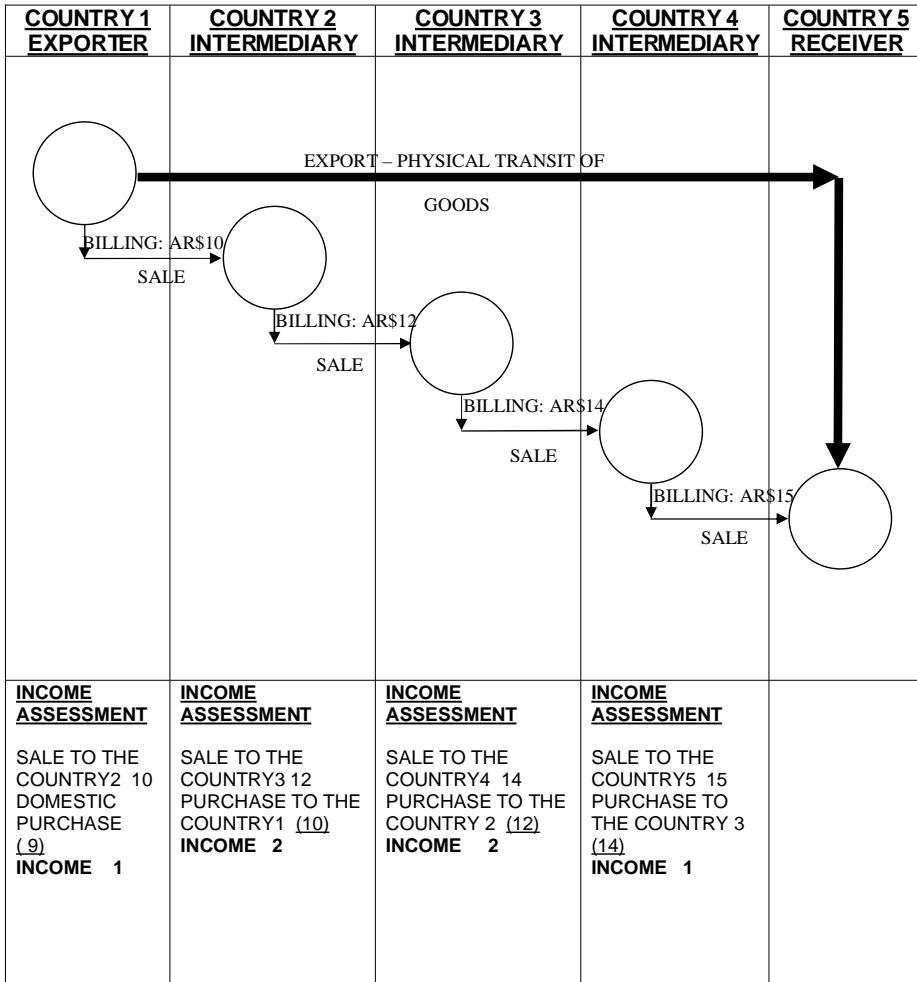 COUNTRY 1
EXPORTER
COUNTRY 2
INTERMEDIARY
COUNTRY 3
INTERMEDIARY
COUNTRY 4
INTERMEDIARY
COUNTRY 5
RECEIVER
EXPORT – PHYSICAL TRANSIT OF
GOODS
BILLING: AR$10
SALE
BILLING: AR$12
SALE
BILLING: AR$14
SALE
BILLING: AR$15
SALE
INCOME
ASSESSMENT
SALE TO THE
COUNTRY2 10
DOMESTIC
PURCHASE
( 9)
INCOME 1
INCOME
ASSESSMENT
SALE TO THE
COUNTRY3 12
PURCHASE TO THE
COUNTRY1 (10)
INCOME 2
INCOME
ASSESSMENT
SALE TO THE
COUNTRY4 14
PURCHASE TO THE
COUNTRY 2 (12)
INCOME 2
INCOME
ASSESSMENT
SALE TO THE
COUNTRY5 15
PURCHASE TO
THE COUNTRY 3
(14)
INCOME 1